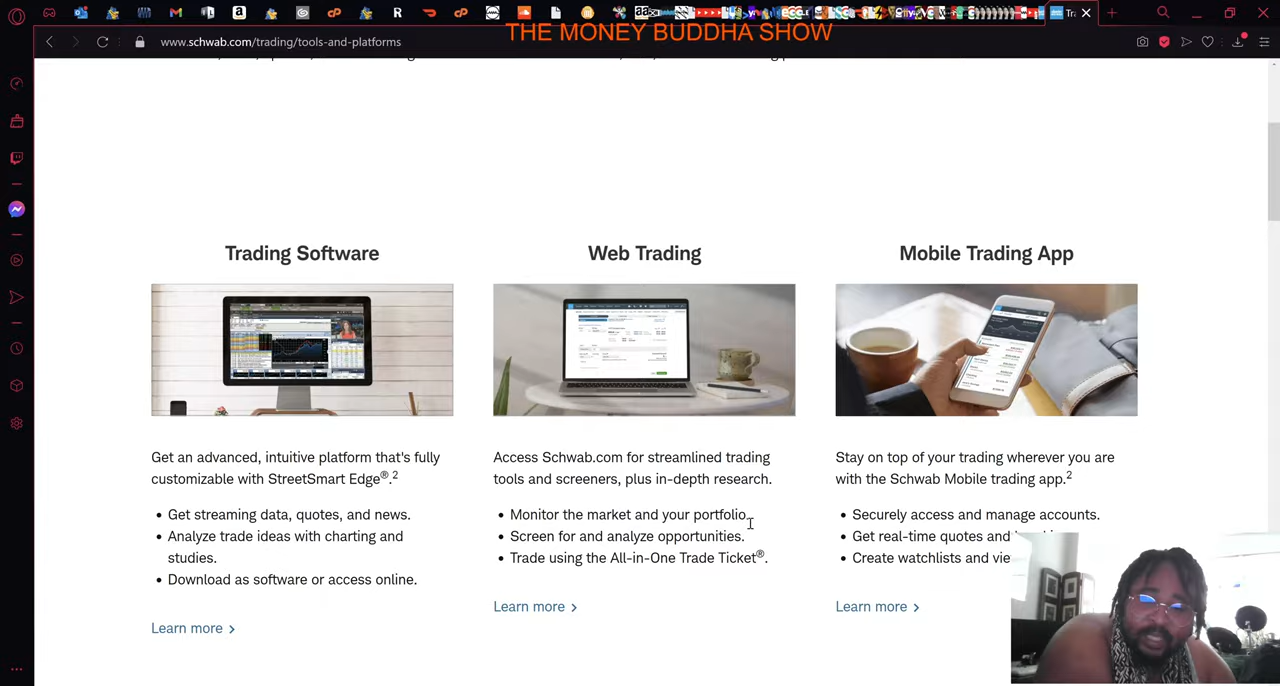 THE MONEY BUDDHA SHOW
www.schwab.com/trading/tools-and-platforms
Trading Software
Get an advanced, intuitive platform that's fully
customizable with StreetSmart Edge®.2
• Get streaming data, quotes, and news.
• Analyze trade ideas with charting and
studies.
• Download as software or access online.
Learn more >
Web Trading
Access Schwab.com for streamlined trading
tools and screeners, plus in-depth research.
• Monitor the market and your portfolio.
• Screen for and analyze opportunities.
• Trade using the All-in-One Trade Ticket®.
Learn more >
Mobile Trading App
Stay on top of your trading wherever you are
with the Schwab Mobile trading app.2
• Securely access and manage accounts.
• Get real-time quotes and
• Create watchlists and vie
Learn more >